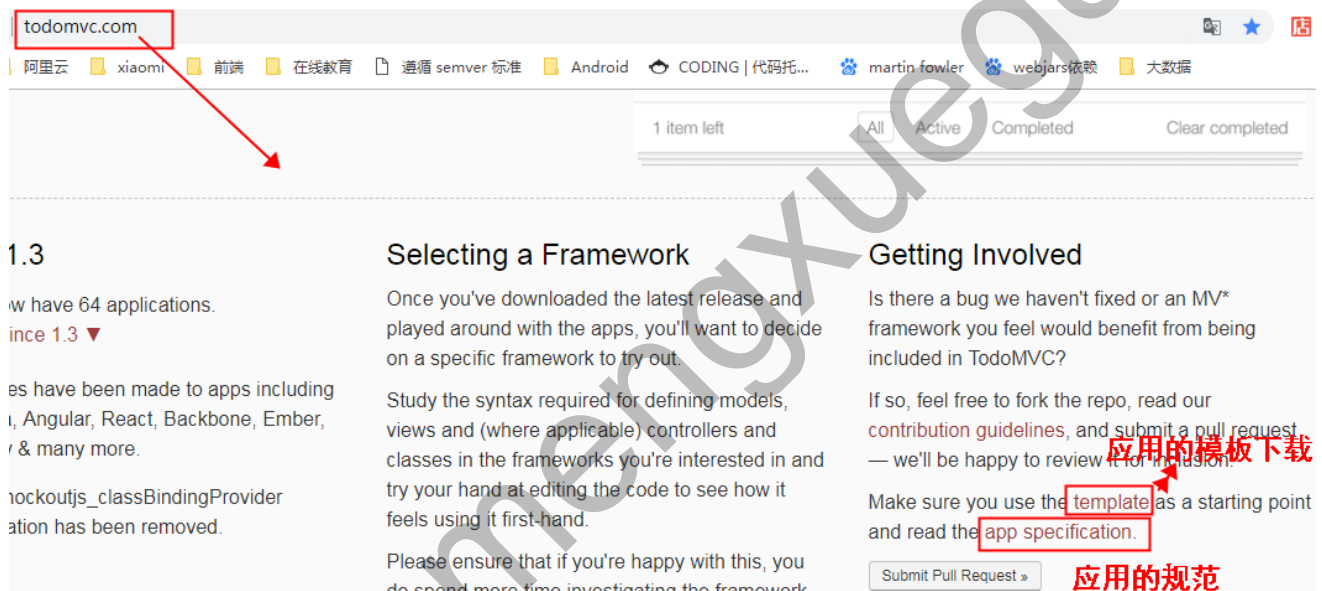 todomvc.com
店
阿里云 xiaomi 前端 在线教育 遵循 semver 标准 Android CODING | 代码托... martin fowler webjars依赖 大数据
1 item left All Active Completed Clear completed
1.3
ow have 64 applications.
ince 1.3 ▼
es have been made to apps including
, Angular, React, Backbone, Ember,
y & many more.
nockoutjs_classBindingProvider
ation has been removed.
Selecting a Framework
Once you've downloaded the latest release and
played around with the apps, you'll want to decide
on a specific framework to try out.
Study the syntax required for defining models,
views and (where applicable) controllers and
classes in the frameworks you're interested in and
try your hand at editing the code to see how it
feels using it first-hand.
Please ensure that if you're happy with this, you
do spend more time investigating the framework
Getting Involved
Is there a bug we haven't fixed or an MV*
framework you feel would benefit from being
included in TodoMVC?
If so, feel free to fork the repo, read our
contribution guidelines, and submit a pull request
— we'll be happy to review it for inclusion.
应用的模板下载
Make sure you use the template as a starting point
and read the app specification.
Submit Pull Request »
应用的规范
mengxueg